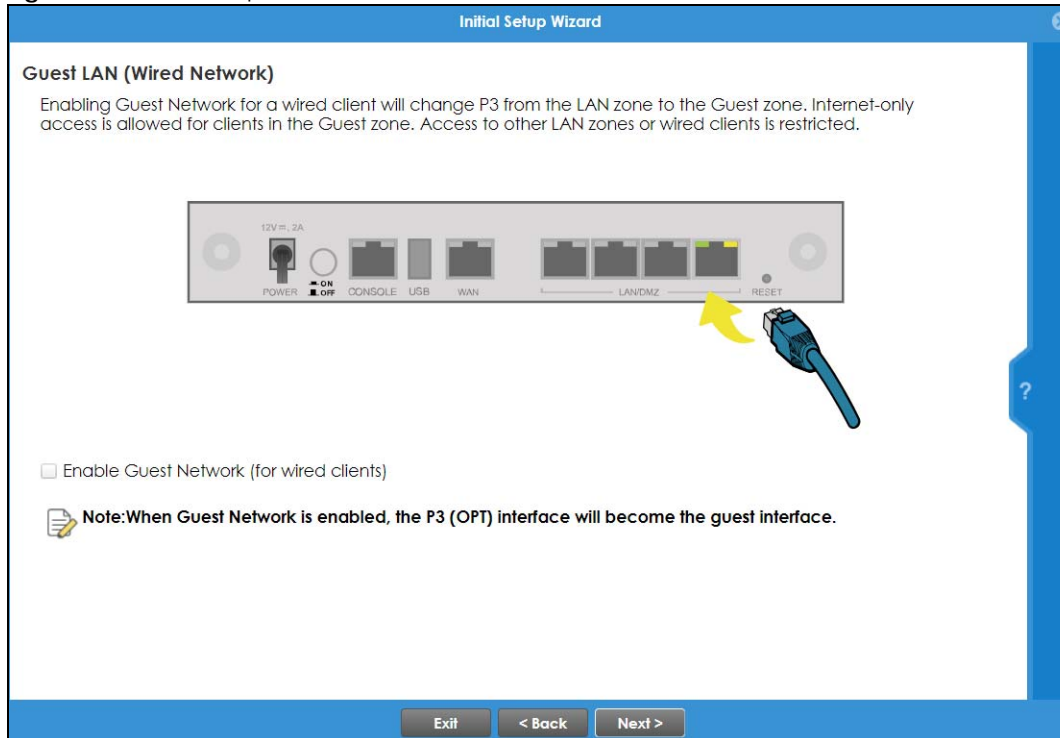 Initial Setup Wizard
Guest LAN (Wired Network)
Enabling Guest Network for a wired client will change P3 from the LAN zone to the Guest zone. Internet-only
access is allowed for clients in the Guest zone. Access to other LAN zones or wired clients is restricted.
12V⎓, 2A
ON
OFF
POWER CONSOLE USB WAN LAN/DMZ RESET
?
Enable Guest Network (for wired clients)
Note:When Guest Network is enabled, the P3 (OPT) interface will become the guest interface.
Exit < Back Next >